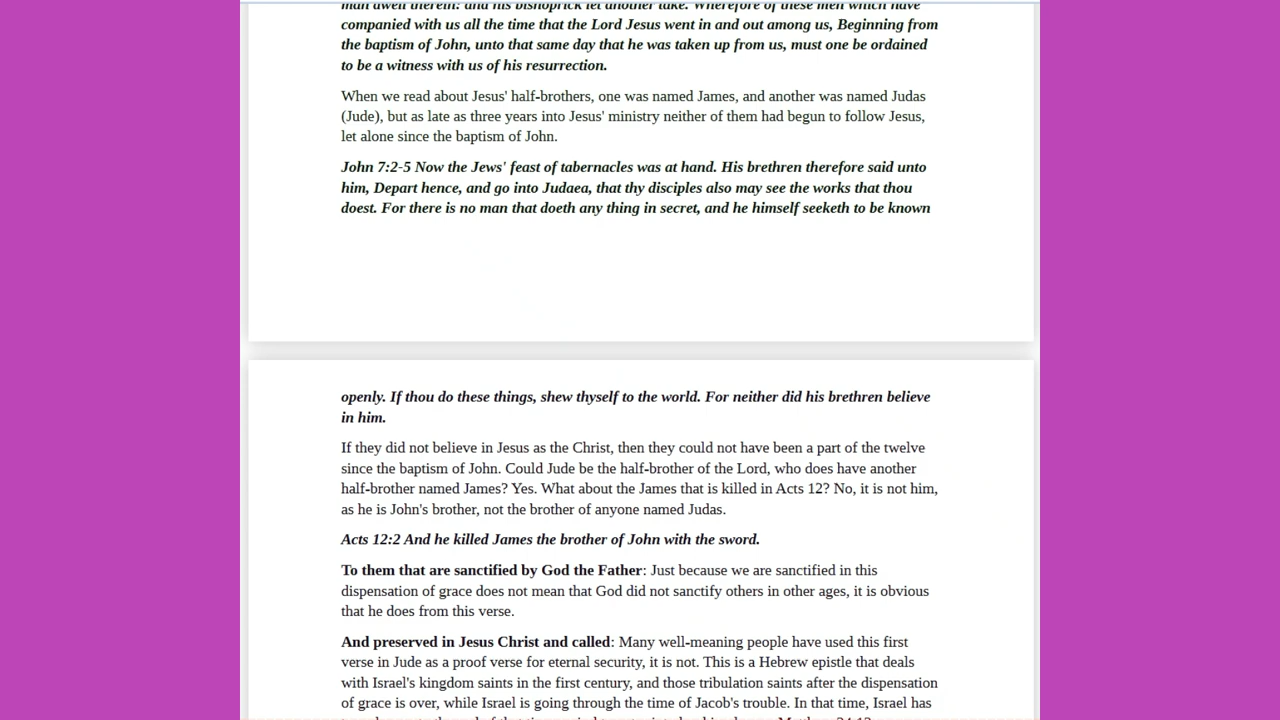 man dwell therein: and his bishoprick let another take. Wherefore of these men which have
companied with us all the time that the Lord Jesus went in and out among us, Beginning from
the baptism of John, unto that same day that he was taken up from us, must one be ordained
to be a witness with us of his resurrection.
When we read about Jesus' half-brothers, one was named James, and another was named Judas
(Jude), but as late as three years into Jesus' ministry neither of them had begun to follow Jesus,
let alone since the baptism of John.
John 7:2-5 Now the Jews' feast of tabernacles was at hand. His brethren therefore said unto
him, Depart hence, and go into Judaea, that thy disciples also may see the works that thou
doest. For there is no man that doeth any thing in secret, and he himself seeketh to be known
openly. If thou do these things, shew thyself to the world. For neither did his brethren believe
in him.
If they did not believe in Jesus as the Christ, then they could not have been a part of the twelve
since the baptism of John. Could Jude be the half-brother of the Lord, who does have another
half-brother named James? Yes. What about the James that is killed in Acts 12? No, it is not him,
as he is John's brother, not the brother of anyone named Judas.
Acts 12:2 And he killed James the brother of John with the sword.
To them that are sanctified by God the Father: Just because we are sanctified in this
dispensation of grace does not mean that God did not sanctify others in other ages, it is obvious
that he does from this verse.
And preserved in Jesus Christ and called: Many well-meaning people have used this first
verse in Jude as a proof verse for eternal security, it is not. This is a Hebrew epistle that deals
with Israel's kingdom saints in the first century, and those tribulation saints after the dispensation
of grace is over, while Israel is going through the time of Jacob's trouble. In that time, Israel has